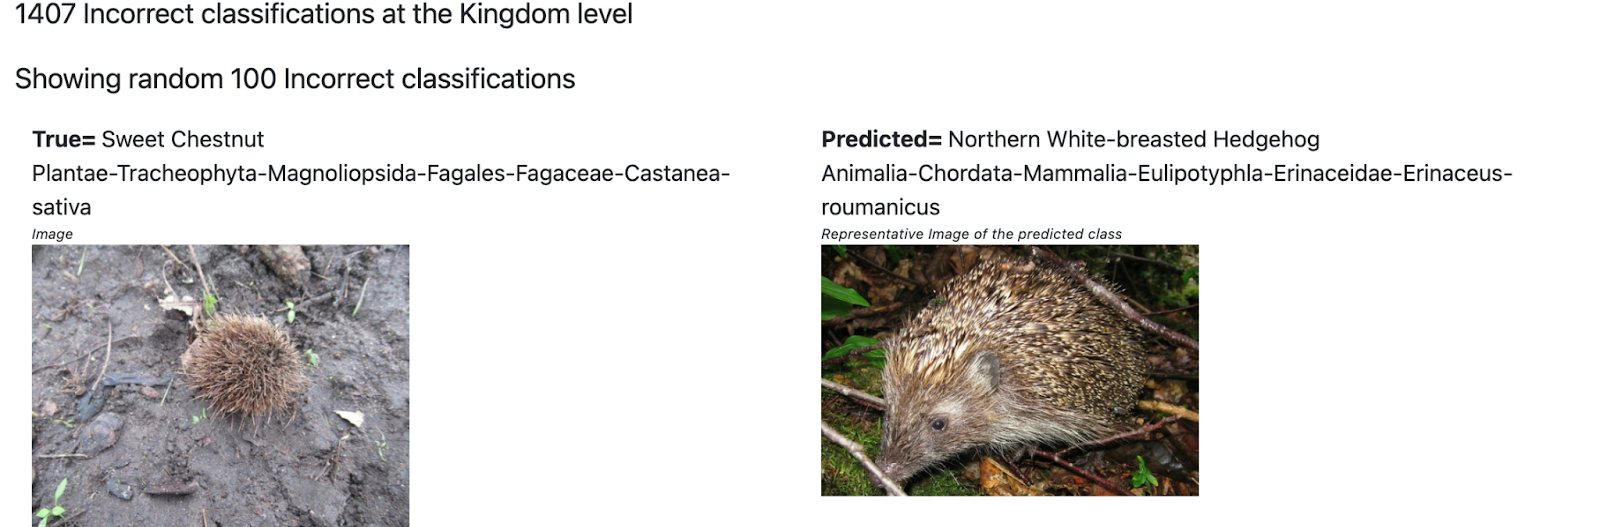 1407 Incorrect classifications at the Kingdom level
Showing random 100 Incorrect classifications
True= Sweet Chestnut
Plantae-Tracheophyta-Magnoliopsida-Fagales-Fagaceae-Castanea-
sativa
Image
Predicted= Northern White-breasted Hedgehog
Animalia-Chordata-Mammalia-Eulipotyphla-Erinaceidae-Erinaceus-
roumanicus
Representative Image of the predicted class